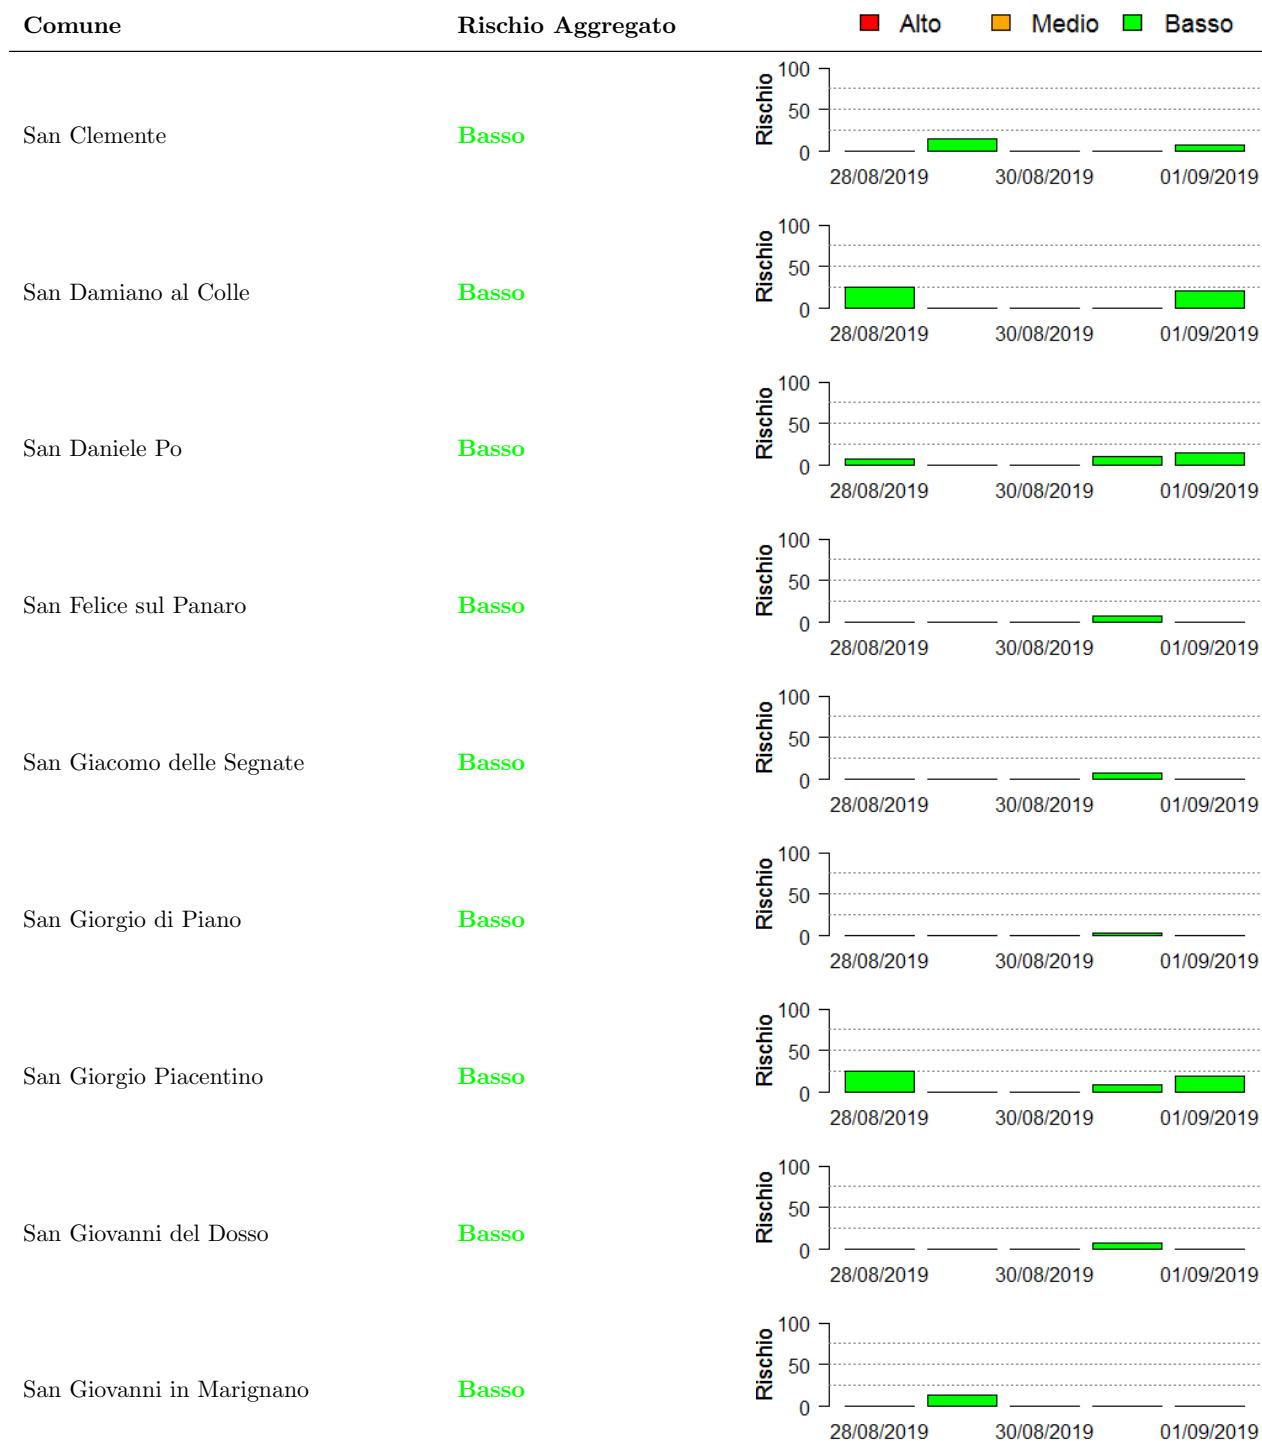 Comune Rischio Aggregato Alto Medio Basso
San Clemente Basso
Rischio
100
50
0
28/08/2019 30/08/2019 01/09/2019
San Damiano al Colle Basso
Rischio
100
50
0
28/08/2019 30/08/2019 01/09/2019
San Daniele Po Basso
Rischio
100
50
0
28/08/2019 30/08/2019 01/09/2019
San Felice sul Panaro Basso
Rischio
100
50
0
28/08/2019 30/08/2019 01/09/2019
San Giacomo delle Segnate Basso
Rischio
100
50
0
28/08/2019 30/08/2019 01/09/2019
San Giorgio di Piano Basso
Rischio
100
50
0
28/08/2019 30/08/2019 01/09/2019
San Giorgio Piacentino Basso
Rischio
100
50
0
28/08/2019 30/08/2019 01/09/2019
San Giovanni del Dosso Basso
Rischio
100
50
0
28/08/2019 30/08/2019 01/09/2019
San Giovanni in Marignano Basso
Rischio
100
50
0
28/08/2019 30/08/2019 01/09/2019